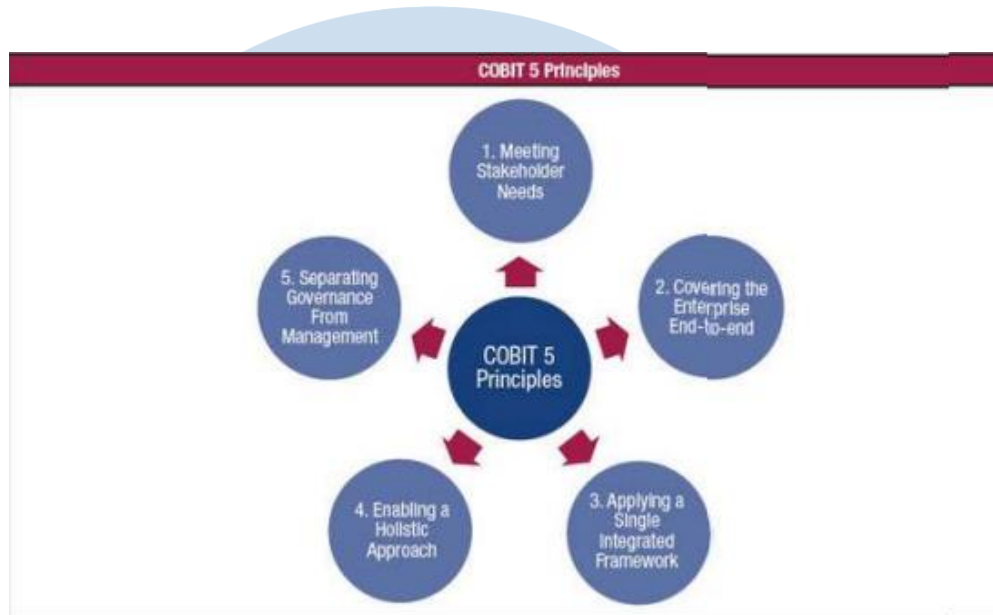 COBIT 5 Principles
1. Meeting
Stakeholder
Needs
5. Separating
Governance
From
Management
2. Covering the
Enterprise
End-to-end
COBIT 5
Principles
4. Enabling a
Holistic
Approach
3. Applying a
Single
Integrated
Framework